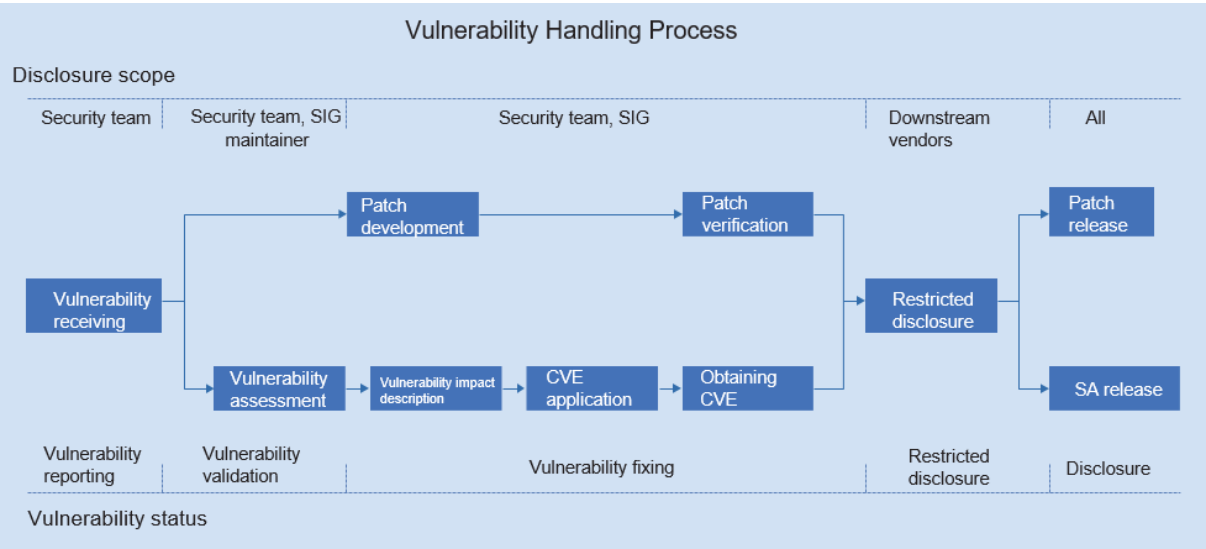 Vulnerability Handling Process
Disclosure scope
Security team
Security team, SIG
maintainer
Security team, SIG
Downstream
vendors
All
Patch
development
Patch
verification
Patch
release
Vulnerability
receiving
Restricted
disclosure
Vulnerability
assessment
Vulnerability impact
description
CVE
application
Obtaining
CVE
SA release
Vulnerability
reporting
Vulnerability
validation
Vulnerability fixing
Restricted
disclosure
Disclosure
Vulnerability status